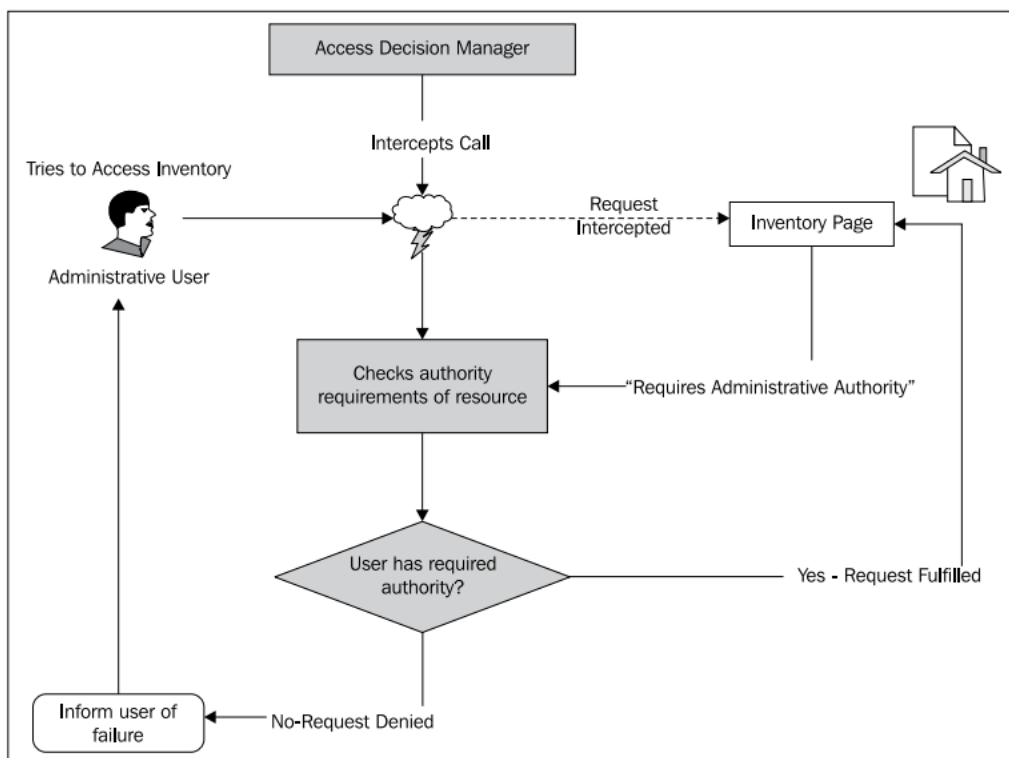 Access Decision Manager
Intercepts Call
Tries to Access Inventory
Request
Intercepted
Inventory Page
Administrative User
Checks authority
requirements of resource
“Requires Administrative Authority”
User has required
authority?
Yes - Request Fulfilled
Inform user of
failure
No-Request Denied